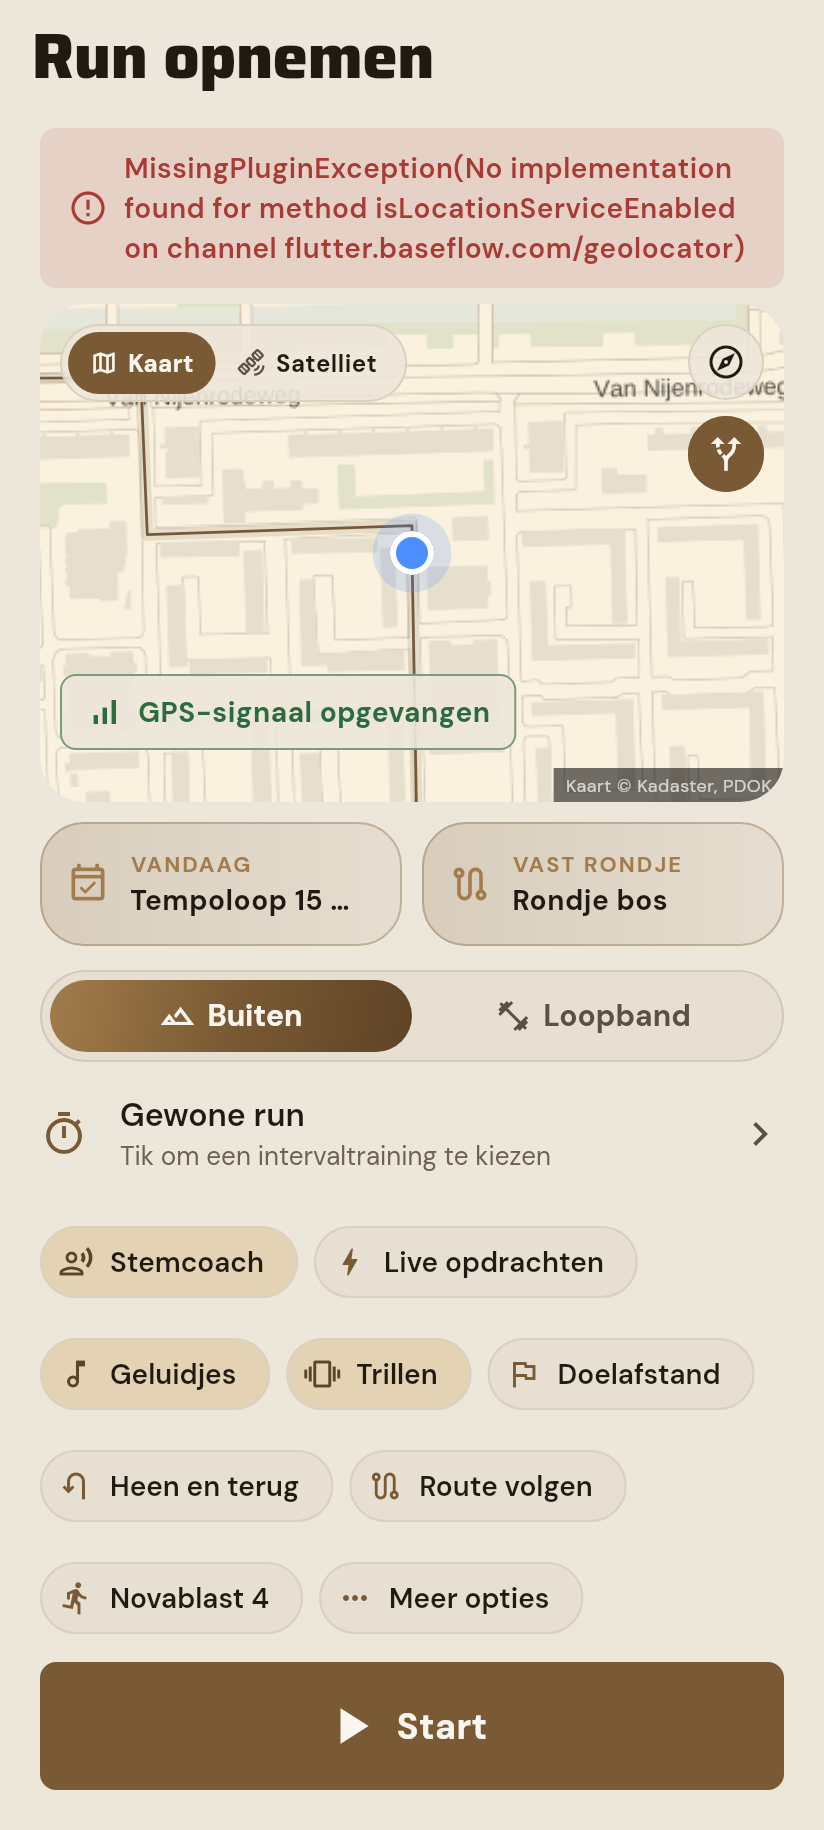 Run opnemen
MissingPluginException(No implementation
found for method isLocationServiceEnabled
on channel flutter.baseflow.com/geolocator)
Kaart
Satelliet
Van Nijenrodeweg
Van Nijenrodeweg
GPS-signaal opgevangen
Kaart © Kadaster, PDOK
VANDAAG
Tempoloop 15 ...
VAST RONDJE
Rondje bos
Buiten
Loopband
Gewone run
Tik om een intervaltraining te kiezen
Stemcoach
Live opdrachten
Geluidjes
Trillen
Doelafstand
Heen en terug
Route volgen
Novablast 4
Meer opties
Start